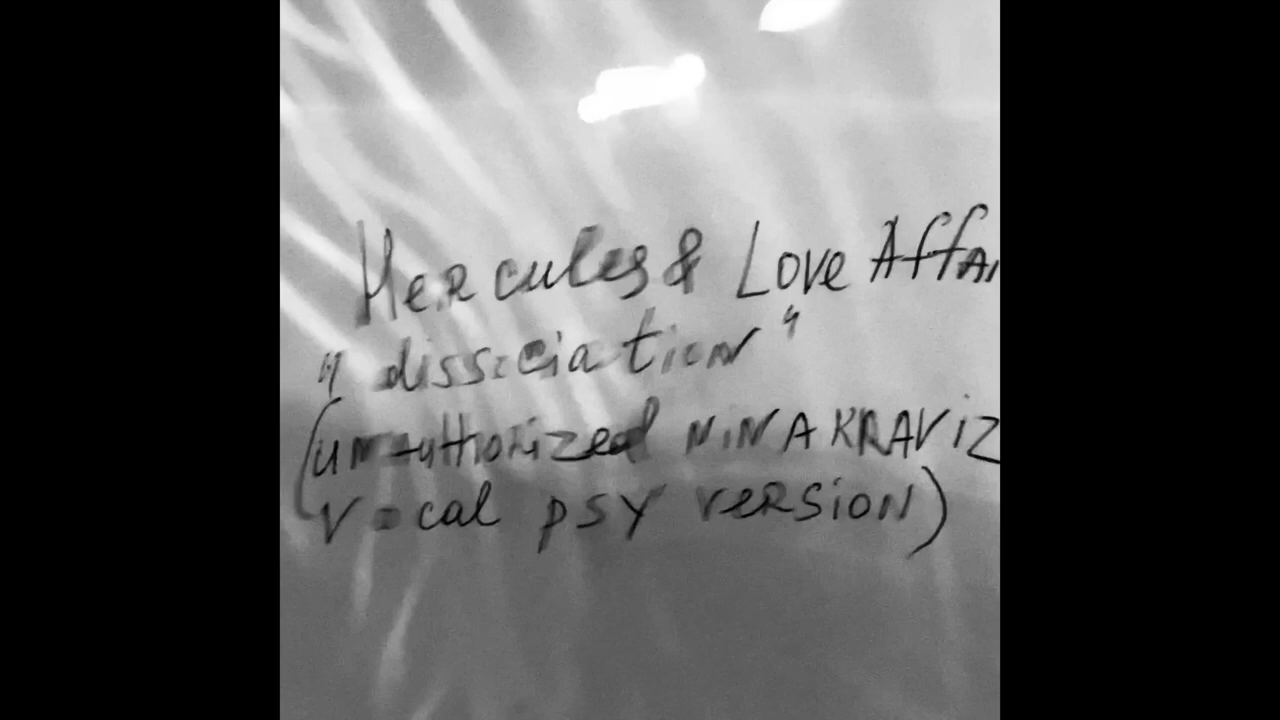 Hercules & Love Affai
"dissociation"
(unauthorized NINA KRAViZ
vocal psy version)